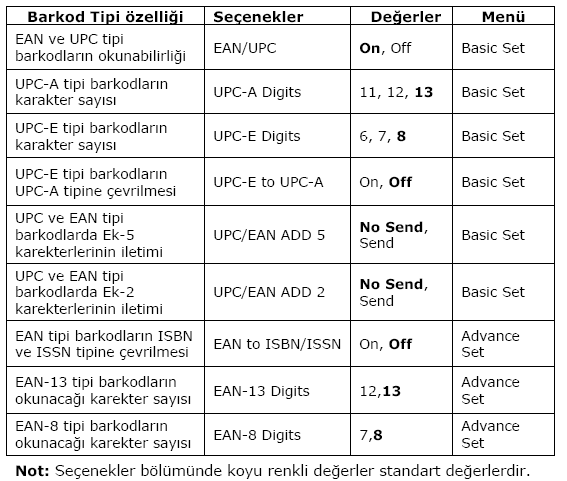 Barkod Tipi özelliği Seçenekler Değerler Menü
EAN ve UPC tipi
barkodların okunabilirliği EAN/UPC On, Off Basic Set
UPC-A tipi barkodların
karakter sayısı UPC-A Digits 11, 12, 13 Basic Set
UPC-E tipi barkodların
karakter sayısı UPC-E Digits 6, 7, 8 Basic Set
UPC-E tipi barkodların
UPC-A tipine çevrilmesi UPC-E to UPC-A On, Off Basic Set
UPC ve EAN tipi
barkodlarda Ek-5
karekterlerinin iletimi UPC/EAN ADD 5 No Send,
Send Basic Set
UPC ve EAN tipi
barkodlarda Ek-2
karekterlerinin iletimi UPC/EAN ADD 2 No Send,
Send Basic Set
EAN tipi barkodların ISBN
ve ISSN tipine çevrilmesi EAN to ISBN/ISSN On, Off Advance
Set
EAN-13 tipi barkodların
okunacağı karekter sayısı EAN-13 Digits 12,13 Advance
Set
EAN-8 tipi barkodların
okunacağı karekter sayısı EAN-8 Digits 7,8 Advance
Set
Not: Seçenekler bölümünde koyu renkli değerler standart değerlerdir.